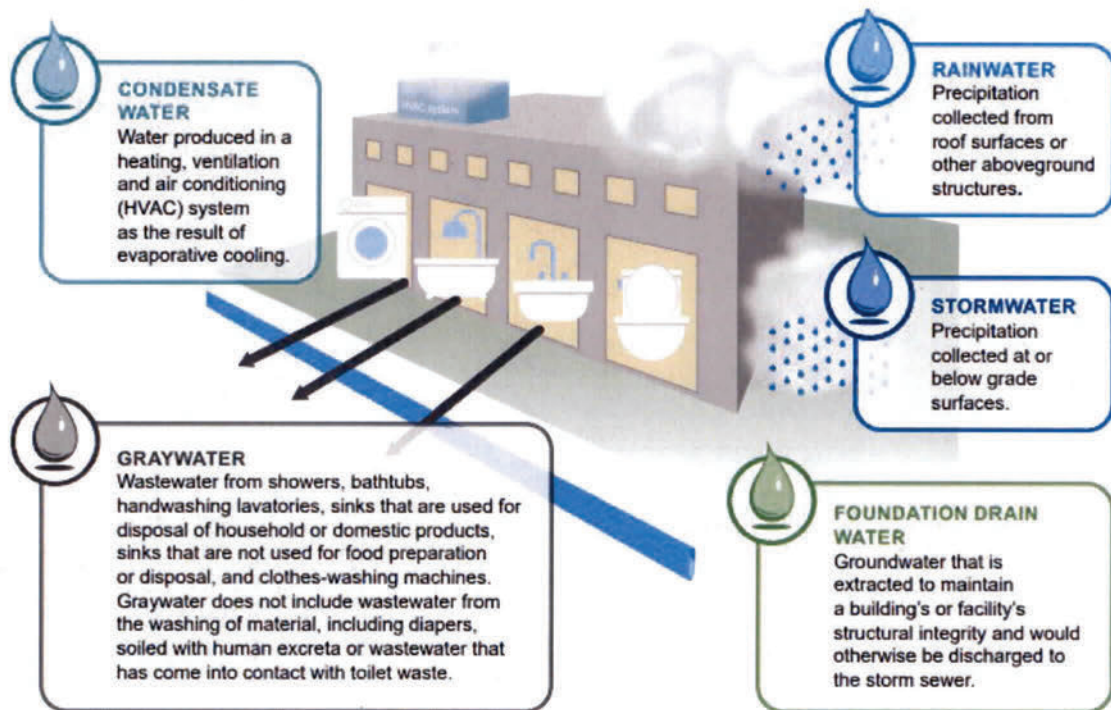 CONDENSATE
WATER
Water produced in a
heating, ventilation
and air conditioning
(HVAC) system
as the result of
evaporative cooling.
HVAC system
RAINWATER
Precipitation
collected from
roof surfaces or
other aboveground
structures.
STORMWATER
Precipitation
collected at or
below grade
surfaces.
GRAYWATER
Wastewater from showers, bathtubs,
handwashing lavatories, sinks that are used for
disposal of household or domestic products,
sinks that are not used for food preparation
or disposal, and clothes-washing machines.
Graywater does not include wastewater from
the washing of material, including diapers,
soiled with human excreta or wastewater that
has come into contact with toilet waste.
FOUNDATION DRAIN
WATER
Groundwater that is
extracted to maintain
a building's or facility's
structural integrity and would
otherwise be discharged to
the storm sewer.